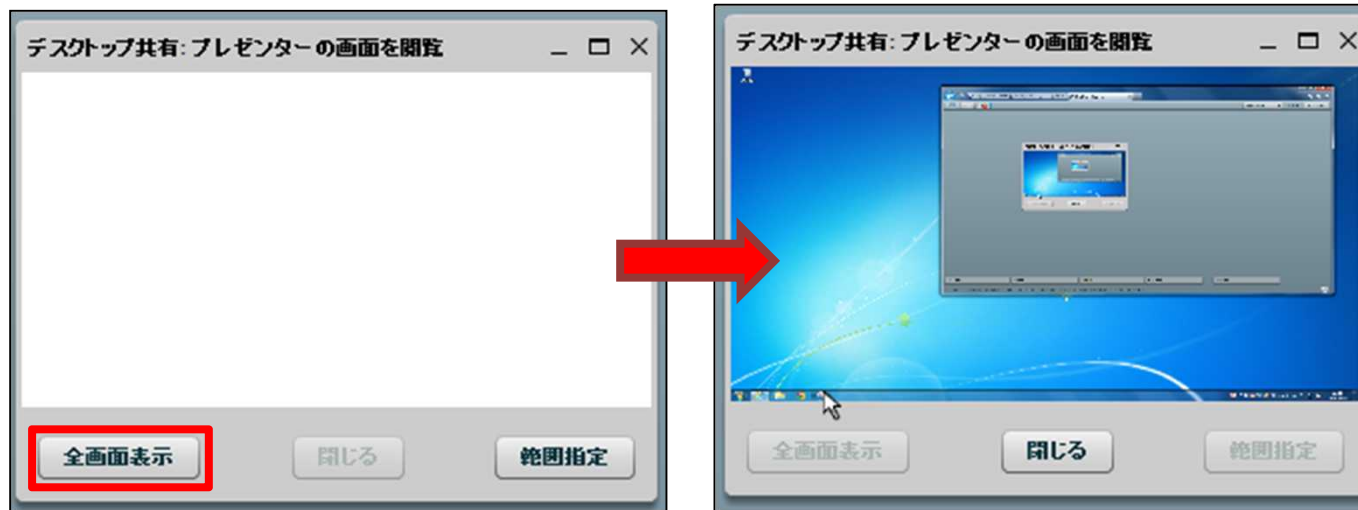 デスクトップ共有: プレゼンターの画面を閲覧
全画面表示
閉じる
範囲指定
デスクトップ共有: プレゼンターの画面を閲覧
全画面表示
閉じる
範囲指定